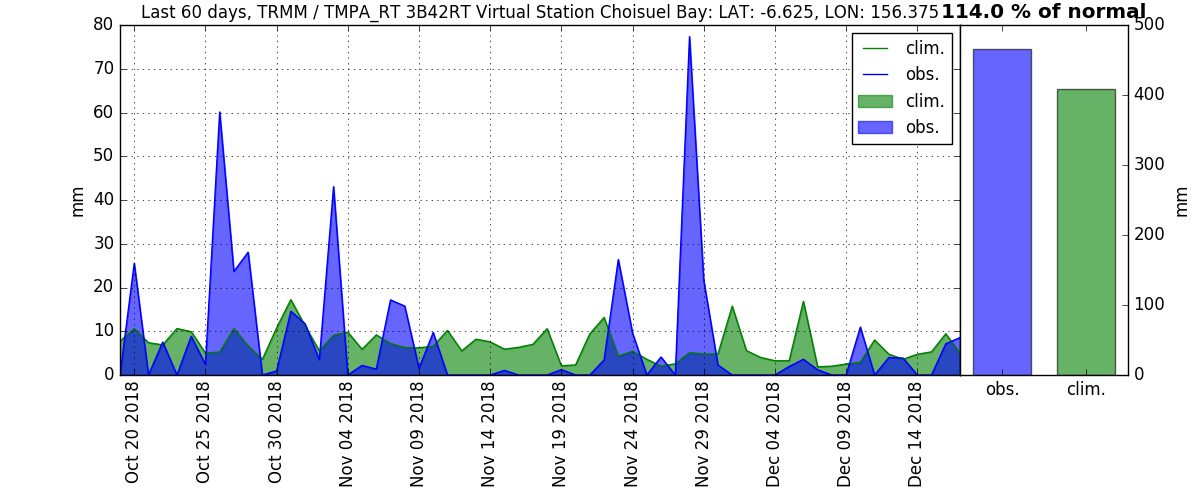 Last 60 days, TRMM / TMPA_RT 3B42RT Virtual Station Choisuel Bay: LAT: -6.625, LON: 156.375
114.0 % of normal
80
70
60
50
40
30
20
10
0
mm
clim.
obs.
clim.
obs.
500
400
300
200
100
0
mm
obs.
clim.
Oct 20 2018
Oct 25 2018
Oct 30 2018
Nov 04 2018
Nov 09 2018
Nov 14 2018
Nov 19 2018
Nov 24 2018
Nov 29 2018
Dec 04 2018
Dec 09 2018
Dec 14 2018